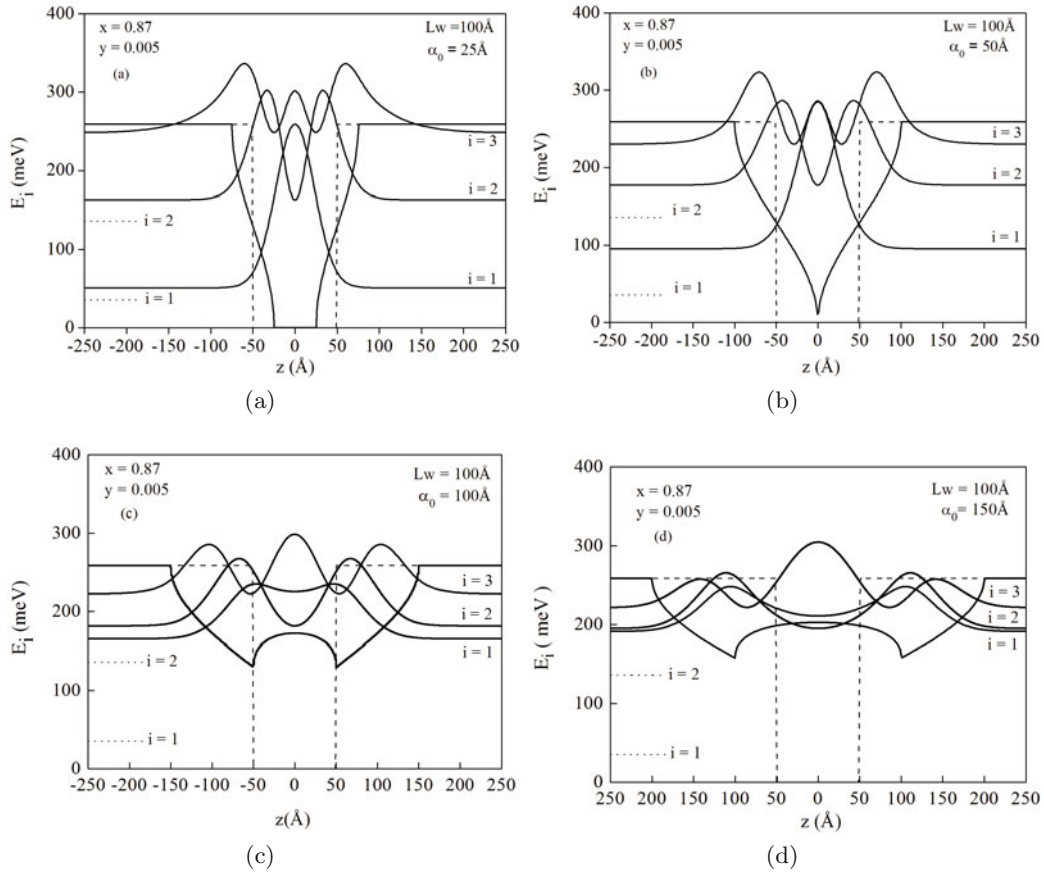 400
300
200
100
0
E_i (meV)
x = 0.87
y = 0.005
(a)
Lw =100Å
α_0 = 25Å
i = 3
i = 2
i = 1
i = 2
i = 1
-250 -200 -150 -100 -50 0 50 100 150 200 250
z (Å)
(a)
400
300
200
100
0
E_i (meV)
x = 0.87
y = 0.005
(b)
Lw = 100Å
α_0 = 50Å
i = 3
i = 2
i = 1
i = 2
i = 1
-250 -200 -150 -100 -50 0 50 100 150 200 250
z (Å)
(b)
400
300
200
100
0
E_i (meV)
x = 0.87
y = 0.005
(c)
Lw = 100Å
α_0 = 100Å
i = 3
i = 2
i = 1
i = 2
i = 1
-250 -200 -150 -100 -50 0 50 100 150 200 250
z(Å)
(c)
400
300
200
100
0
E_i ( meV )
x = 0.87
y = 0.005
(d)
Lw = 100Å
α_0= 150Å
i = 3
i = 2
i = 1
i = 2
i = 1
250 200 150 100 50 0 50 100 150 200 250
z (Å)
(d)